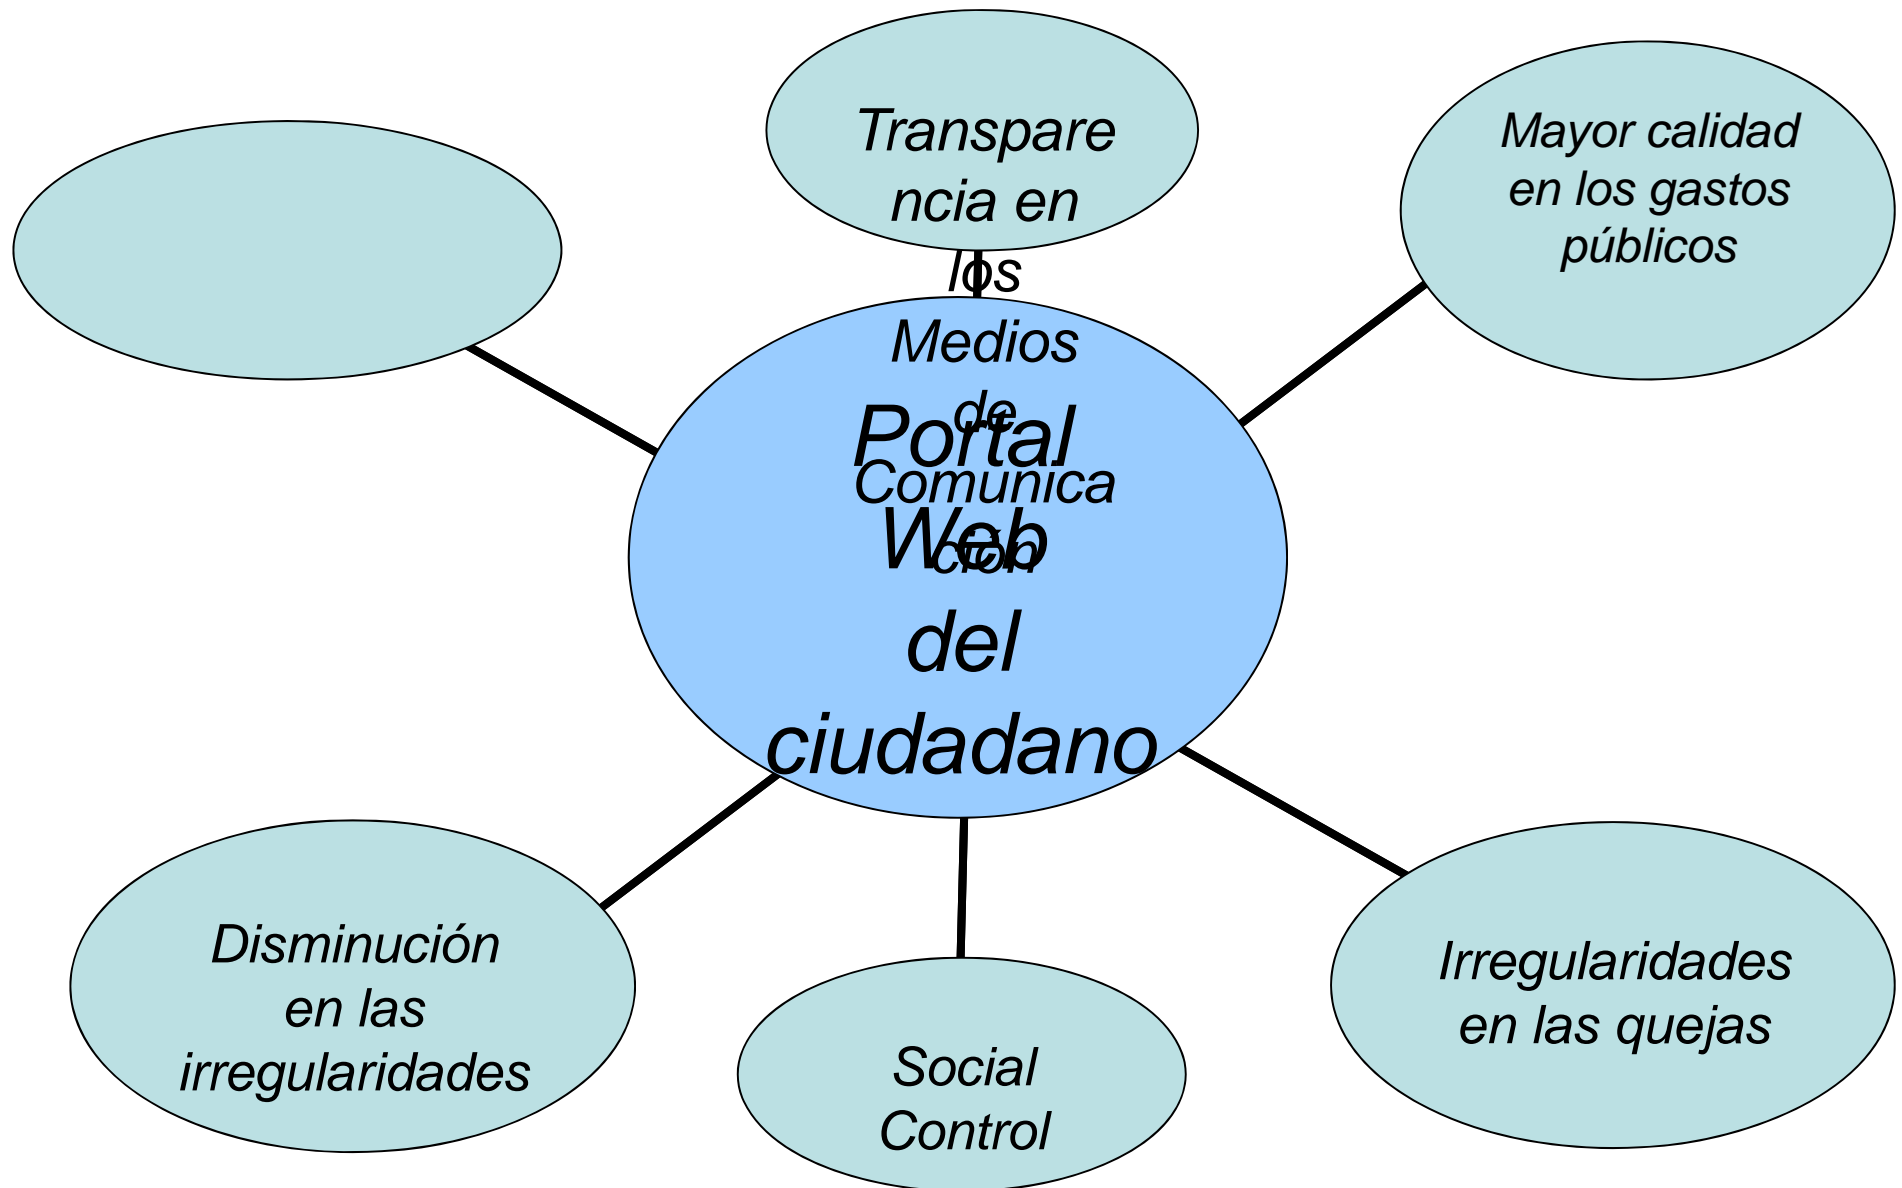 Transpare
ncia en
los
Medios
de
Comunica
ción
Mayor calidad
en los gastos
públicos
Portal
Web
del
ciudadano
Disminución
en las
irregularidades
Social
Control
Irregularidades
en las quejas